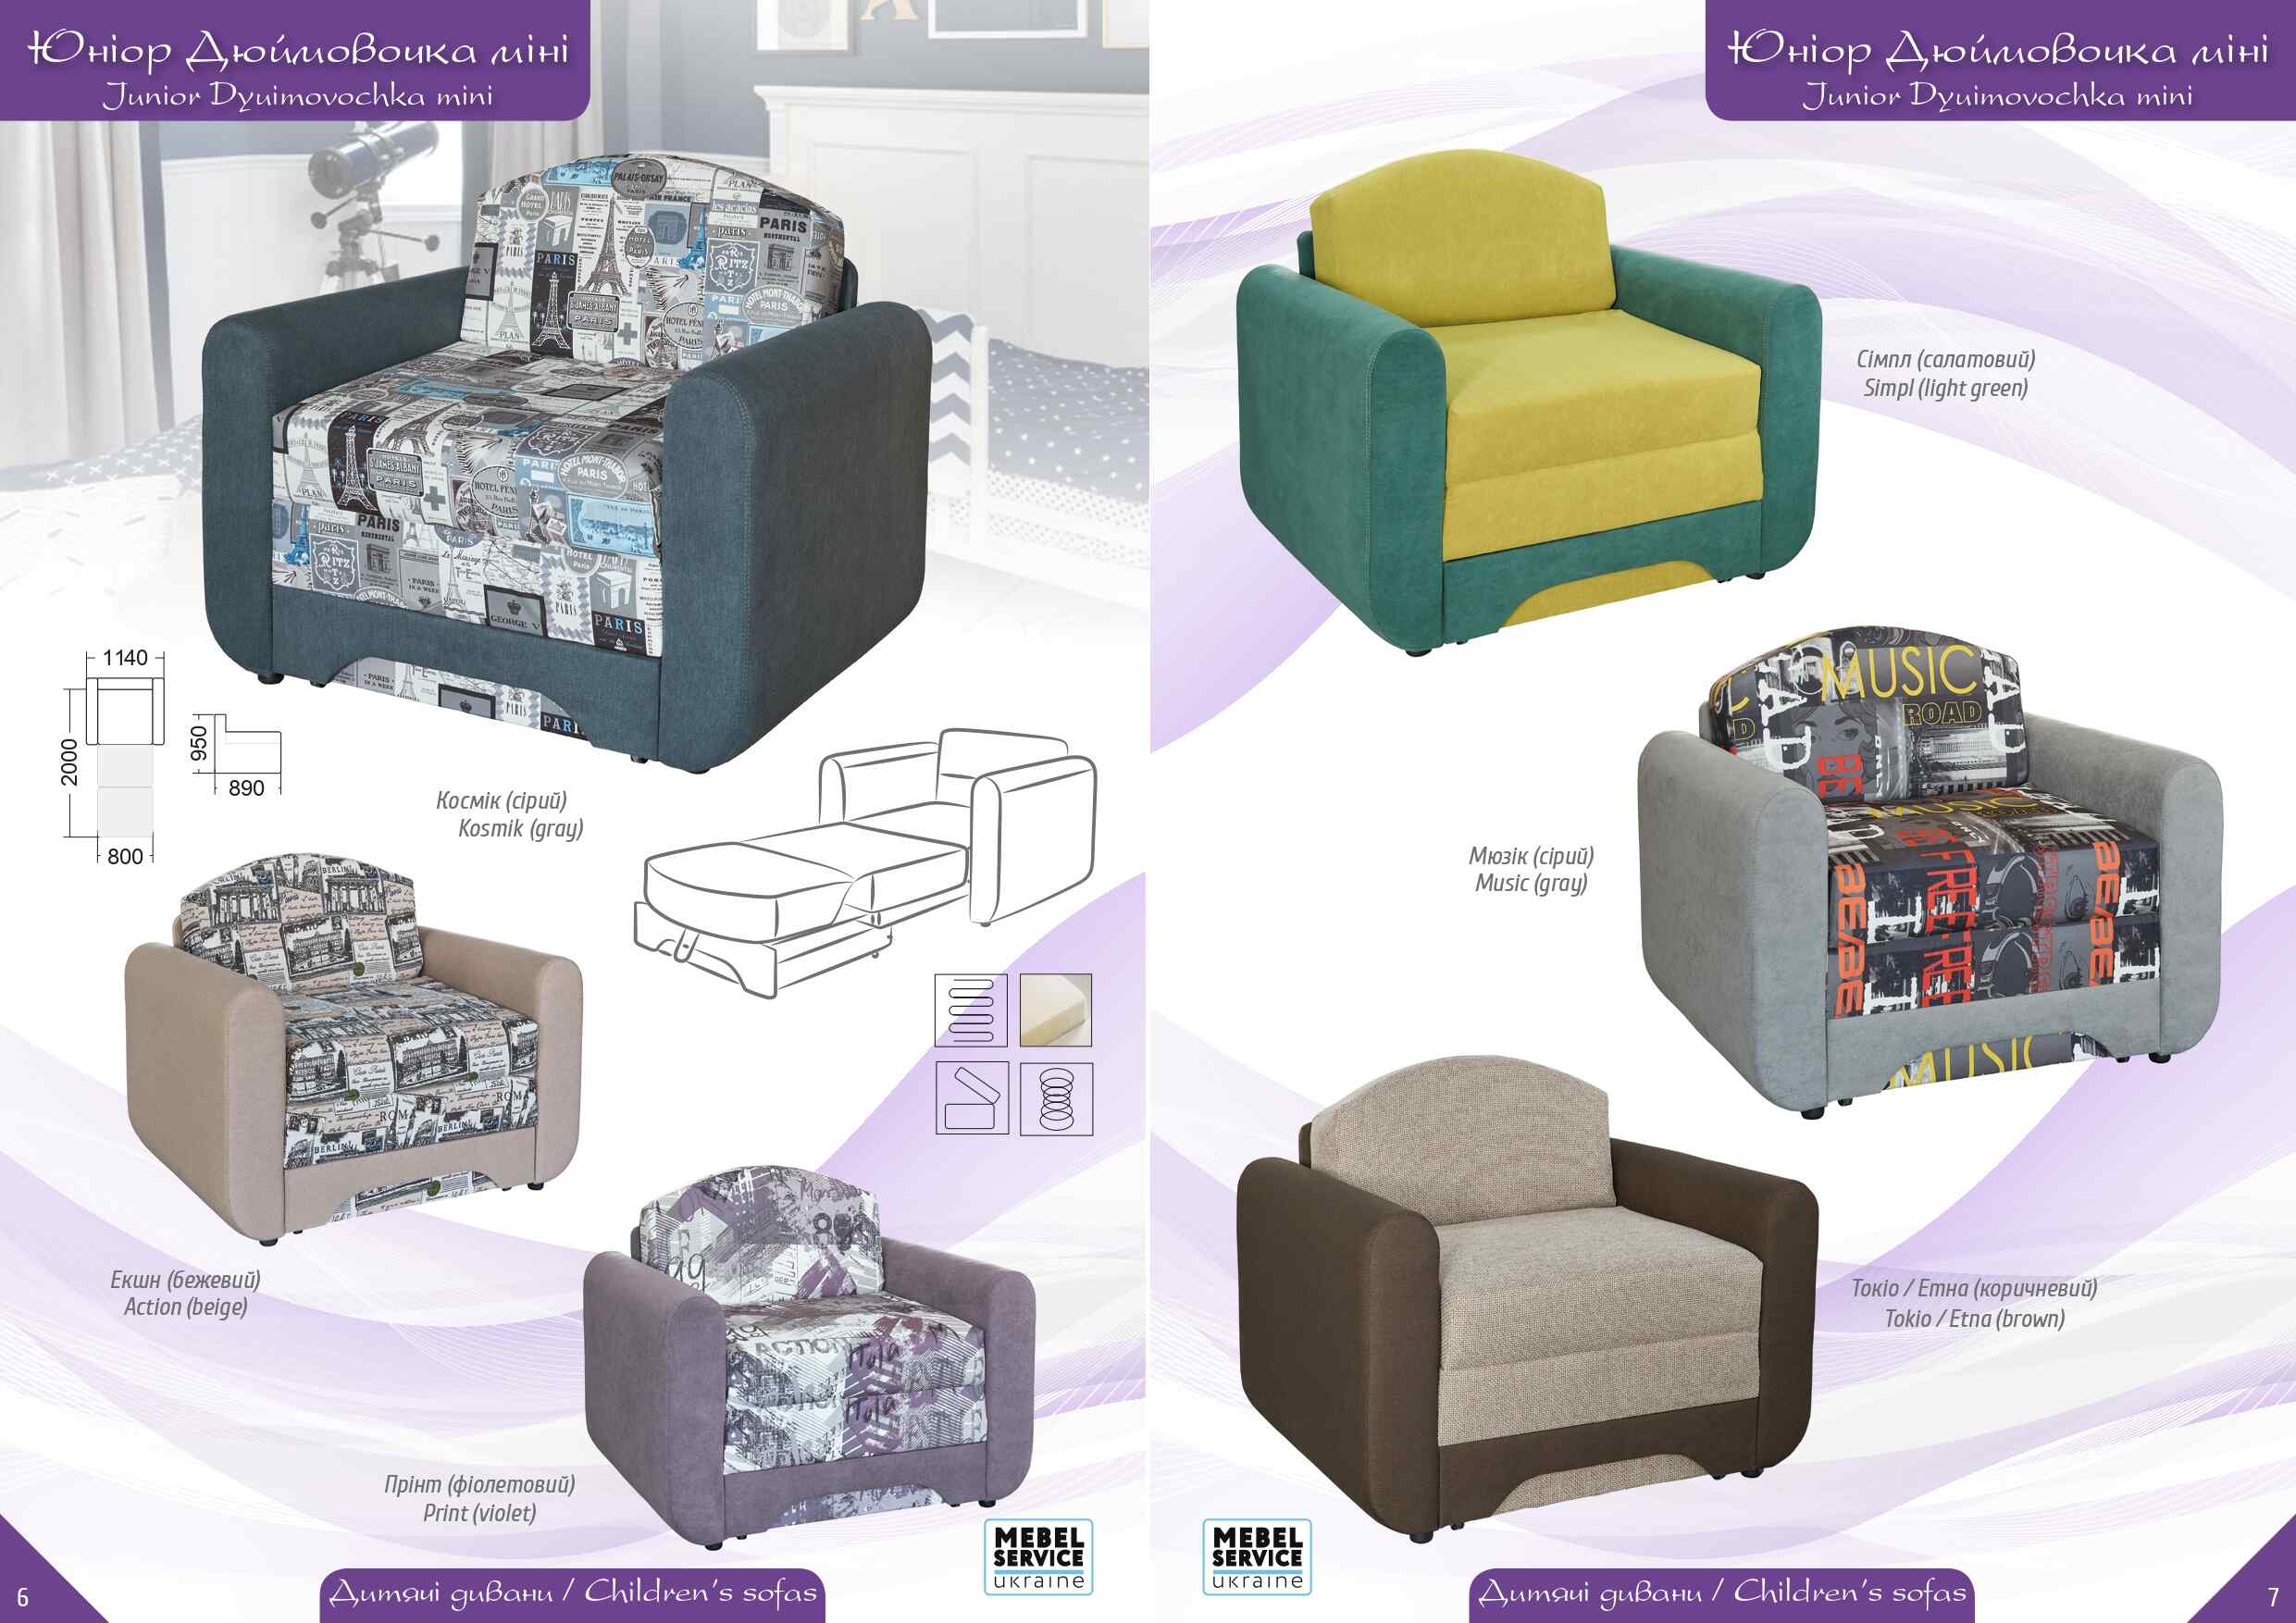 Юніор Дюймовочка міні
Junior Dyuimovochka mini
1140
2000
950
890
800
Космік (сірий)
Kosmik (gray)
Екшн (бежевий)
Action (beige)
Прінт (фіолетовий)
Print (violet)
MEBEL
SERVICE
ukraine
6
Дитячі дивани / Children's sofas
Юніор Дюймовочка міні
Junior Dyuimovochka mini
Сімпл (салатовий)
Simpl (light green)
MUSIC
ROAD
Мюзік (сірий)
Music (gray)
Токіо / Етна (коричневий)
Tokio / Etna (brown)
MEBEL
SERVICE
ukraine
Дитячі дивани / Children's sofas
7